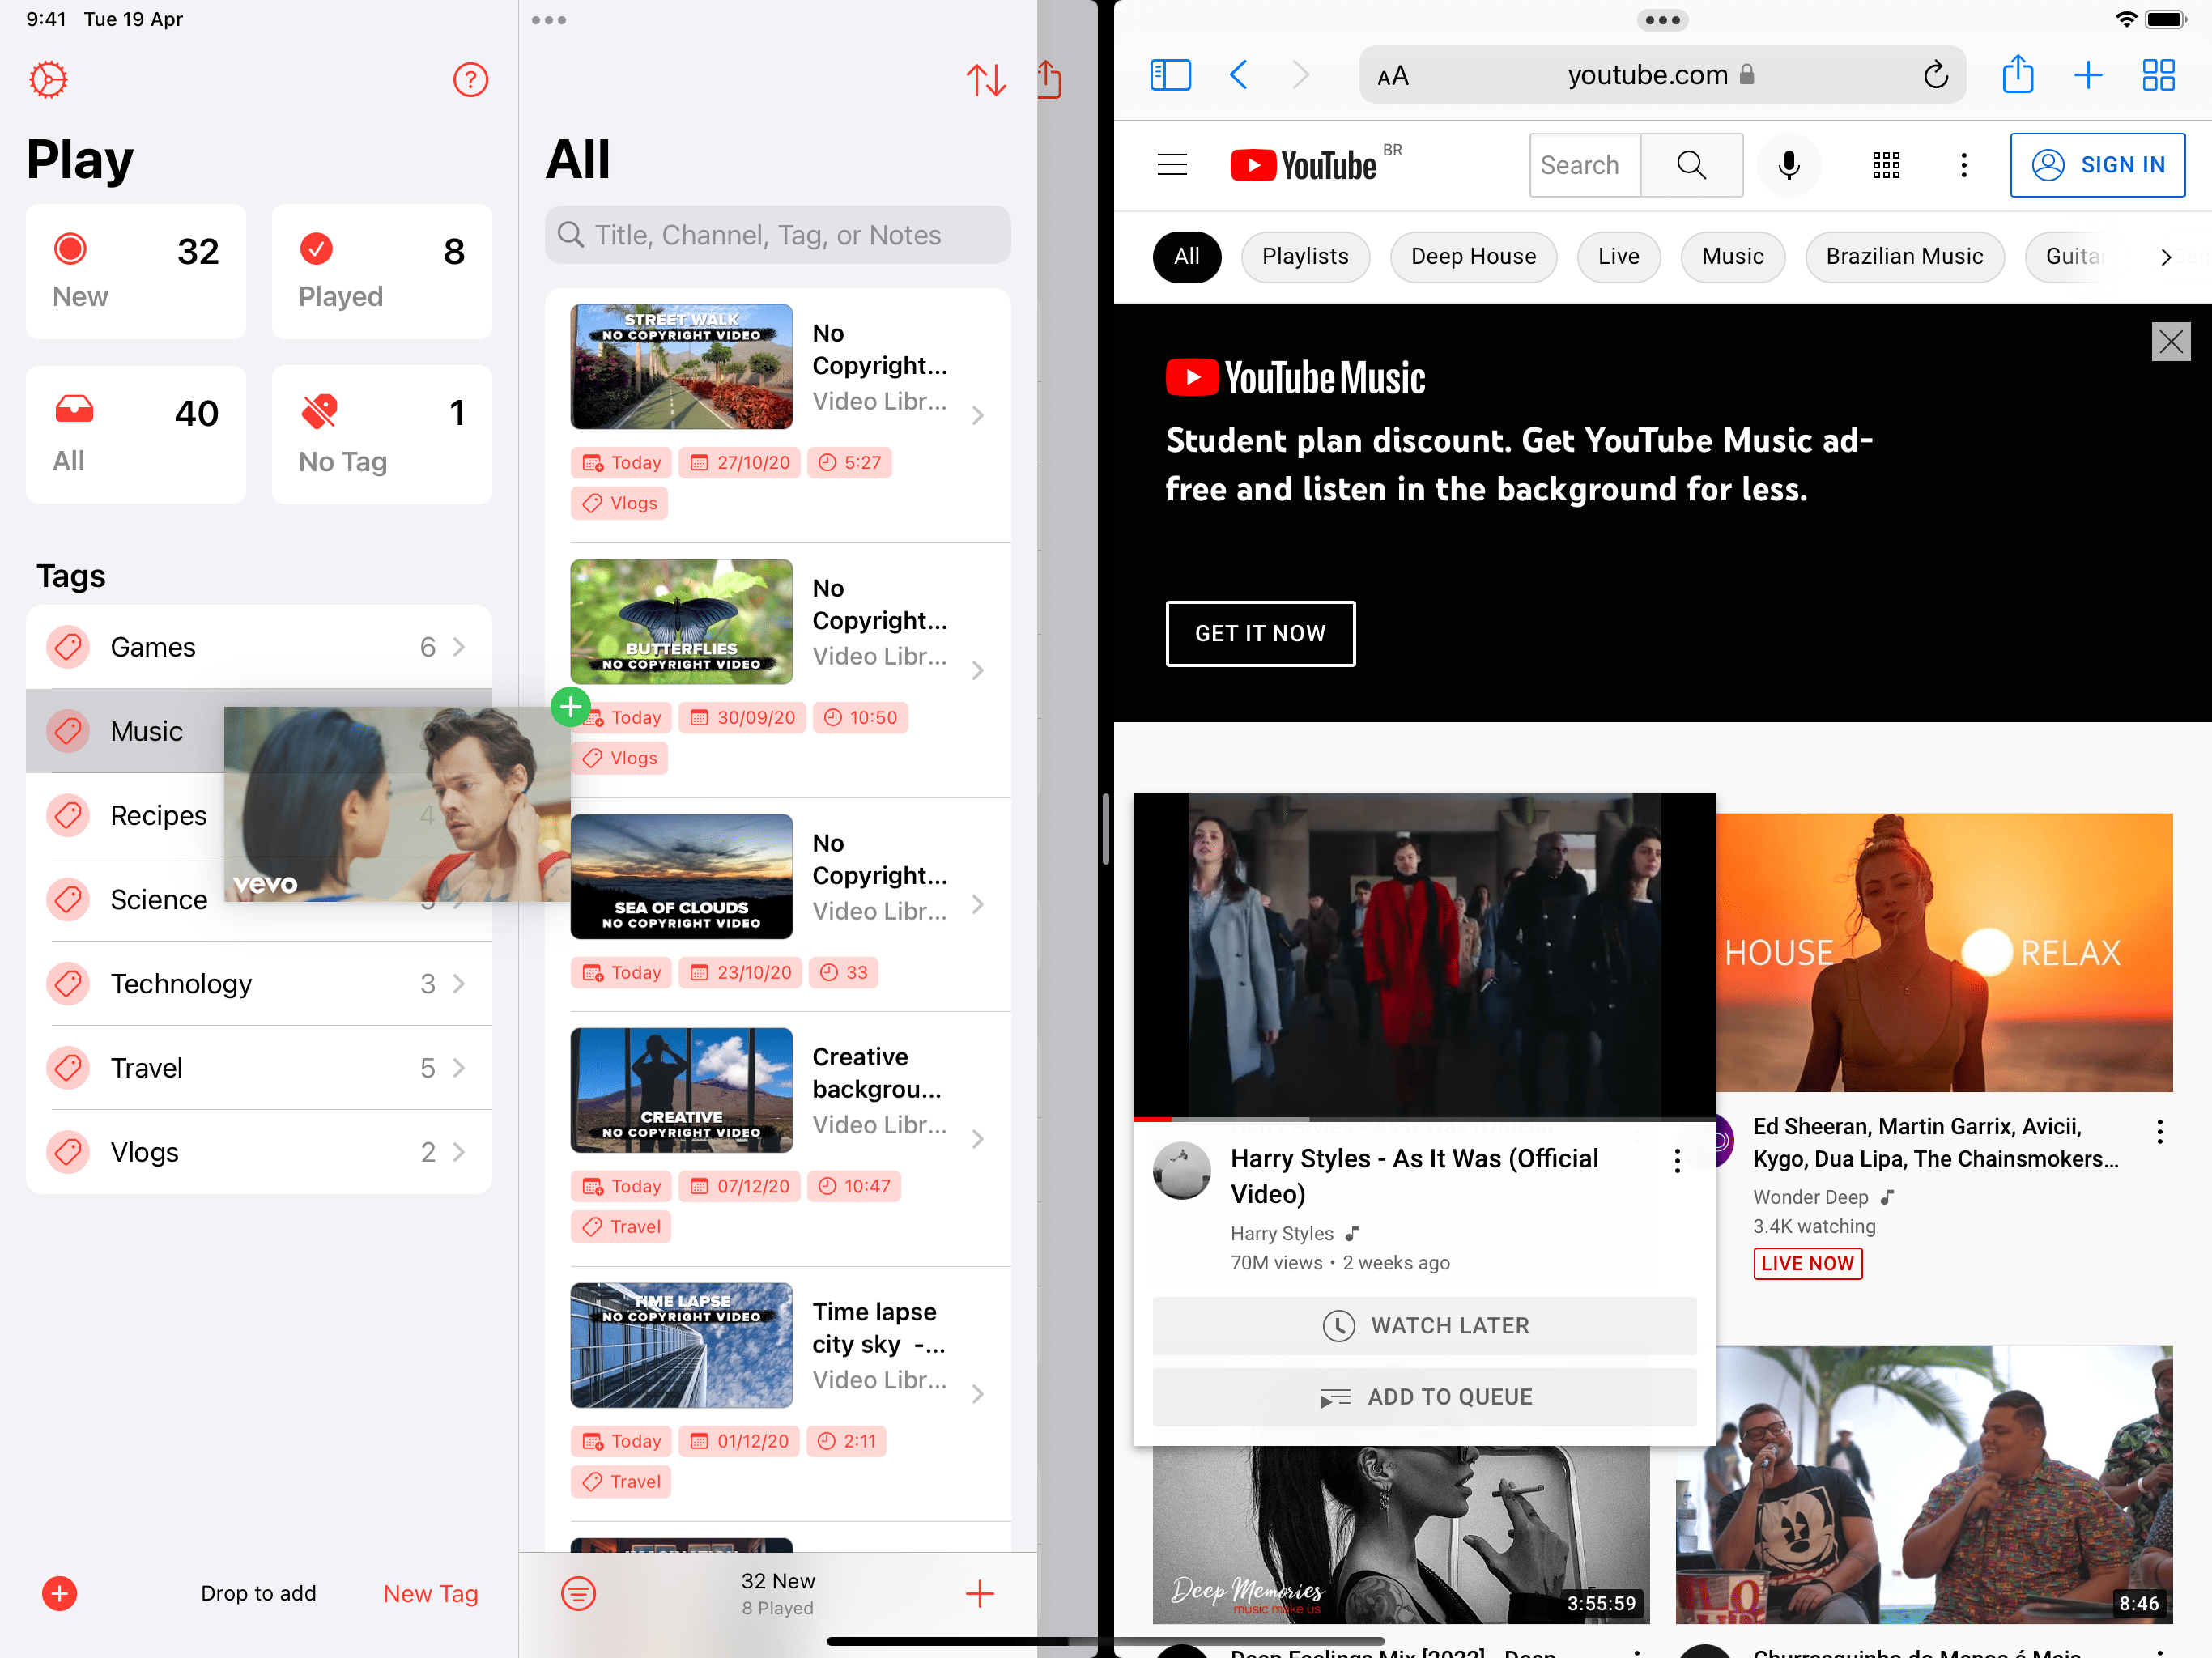 9:41 Tue 19 Apr
Play
32
New
8
Played
40
All
1
No Tag
Tags
Games 6
Music
Recipes 4
Science 5
Technology 3
Travel 5
Vlogs 2
vevo
Drop to add
New Tag
All
Title, Channel, Tag, or Notes
STREET WALK
NO COPYRIGHT VIDEO
No
Copyright...
Video Libr...
Today 27/10/20 5:27
Vlogs
BUTTERFLIES
NO COPYRIGHT VIDEO
No
Copyright...
Video Libr...
Today 30/09/20 10:50
Vlogs
SEA OF CLOUDS
NO COPYRIGHT VIDEO
No
Copyright...
Video Libr...
Today 23/10/20 33
CREATIVE
NO COPYRIGHT VIDEO
Creative
backgrou...
Video Libr...
Today 07/12/20 10:47
Travel
TIME LAPSE
NO COPYRIGHT VIDEO
Time lapse
city sky -...
Video Libr...
Today 01/12/20 2:11
Travel
32 New
8 Played
AA youtube.com
YouTube BR
Search
SIGN IN
All Playlists Deep House Live Music Brazilian Music Guitar
YouTube Music
Student plan discount. Get YouTube Music ad-
free and listen in the background for less.
GET IT NOW
Harry Styles - As It Was (Official
Video)
Harry Styles
70M views • 2 weeks ago
WATCH LATER
ADD TO QUEUE
HOUSE RELAX
Ed Sheeran, Martin Garrix, Avicii,
Kygo, Dua Lipa, The Chainsmokers...
Wonder Deep
3.4K watching
LIVE NOW
Deep Memories
music make us
3:55:59
8:46
Deep Feelings Mix [2022] - Deep
Churrasquinho do Menos é Mais